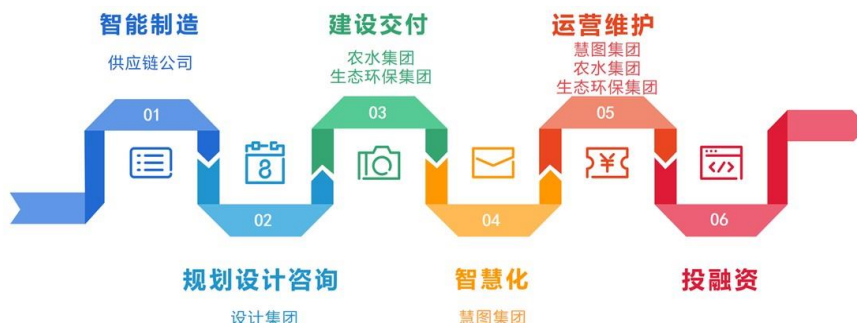 智能制造
供应链公司
01
规划设计咨询
设计集团
02
8
建设交付
农水集团
生态环保集团
03
智慧化
慧图集团
04
运营维护
慧图集团
农水集团
生态环保集团
05
¥
投融资
06
</>